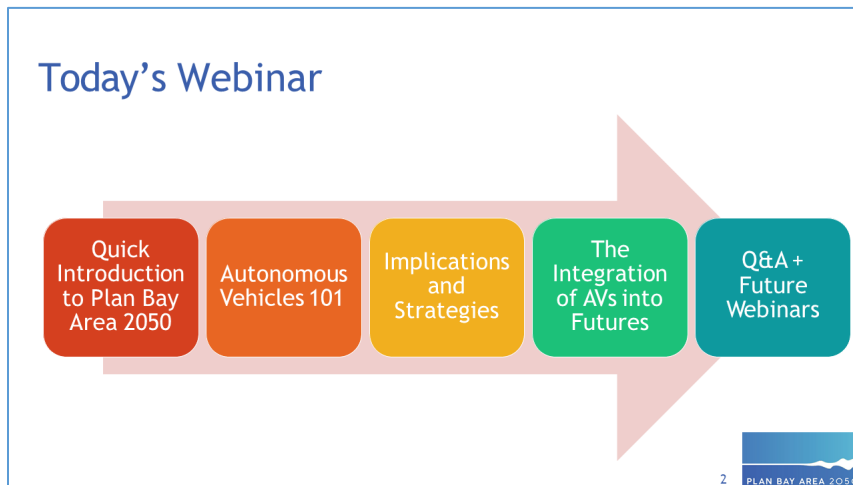 Today's Webinar
Quick
Introduction
to Plan Bay
Area 2050
Autonomous
Vehicles 101
Implications
and
Strategies
The
Integration
of AVs into
Futures
Q&A +
Future
Webinars
2
PLAN BAY AREA 2050